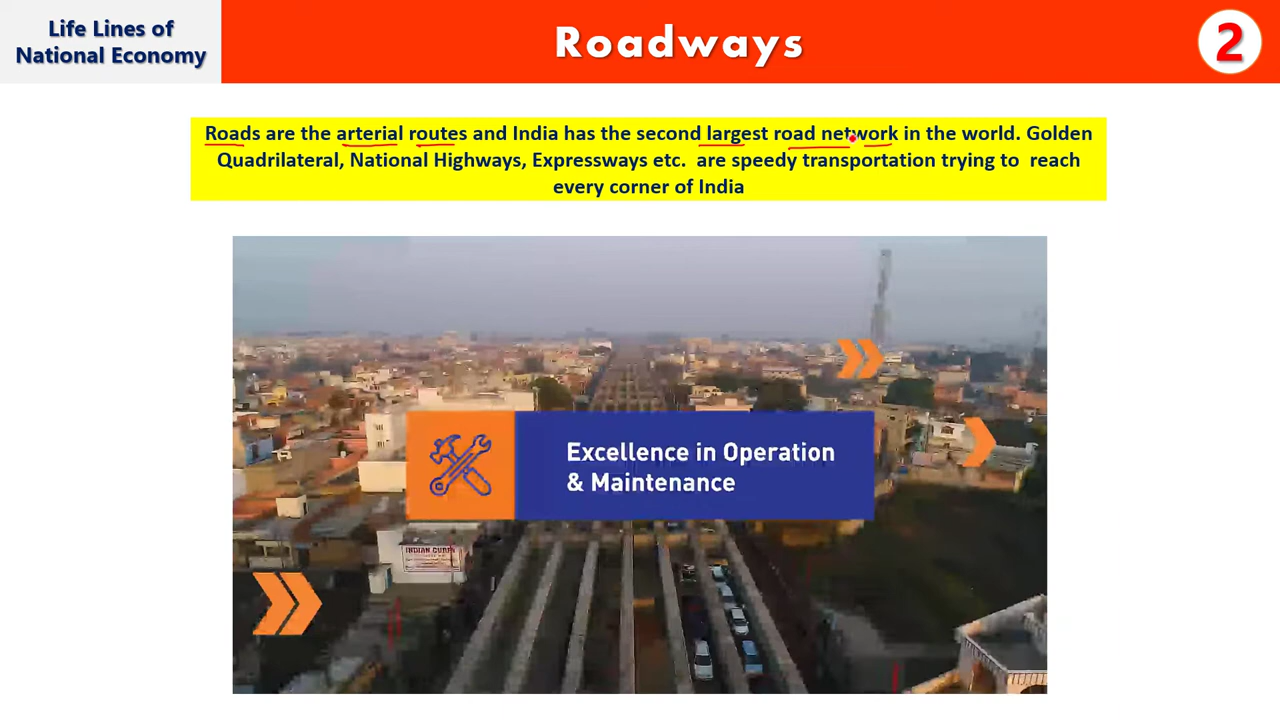 Life Lines of
National Economy
Roadways
2
Roads are the arterial routes and India has the second largest road network in the world. Golden
Quadrilateral, National Highways, Expressways etc. are speedy transportation trying to reach
every corner of India
Excellence in Operation
& Maintenance